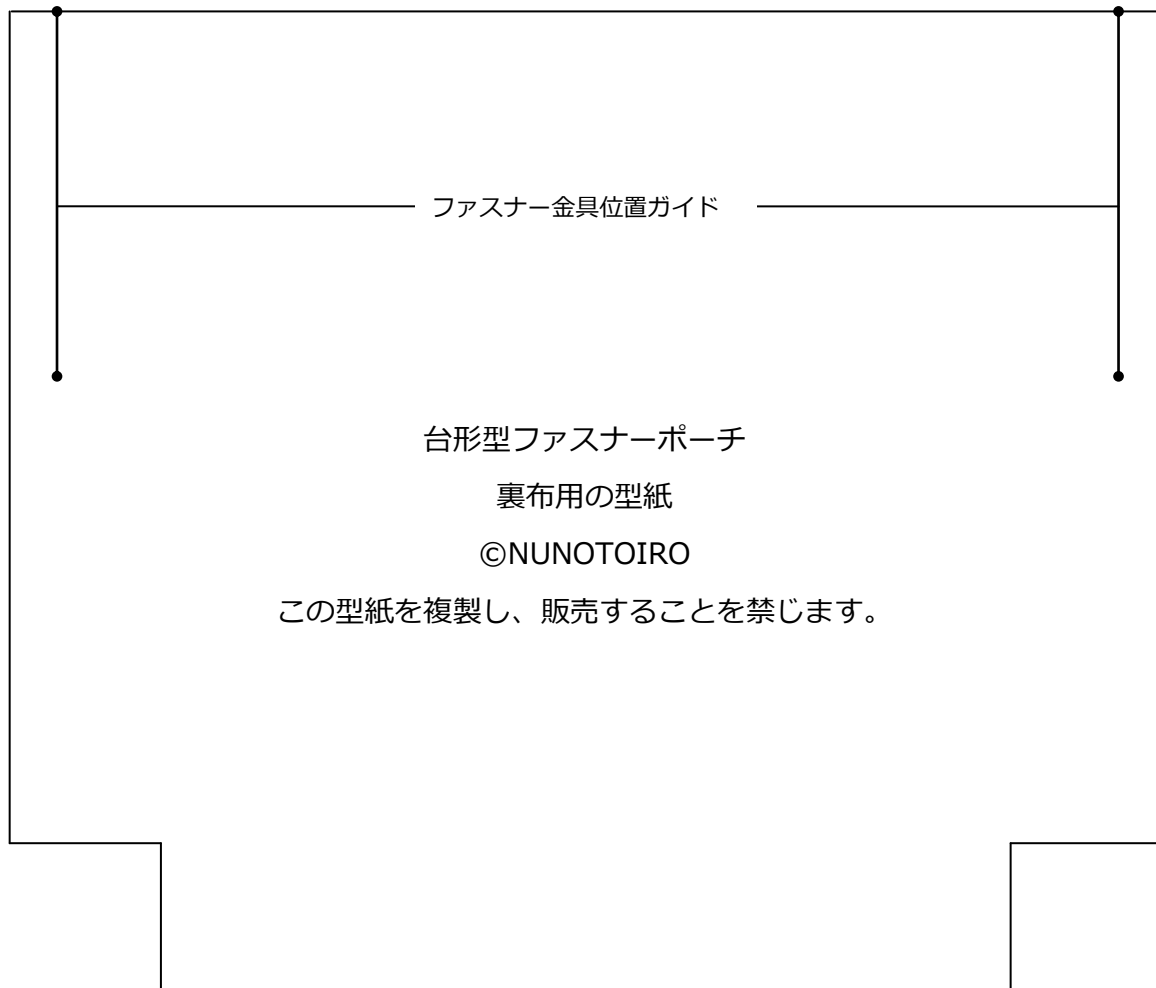 ファスナー金具位置ガイド
台形型ファスナーポーチ
裏布用の型紙
©NUNOTOIRO
この型紙を複製し、販売することを禁じます。